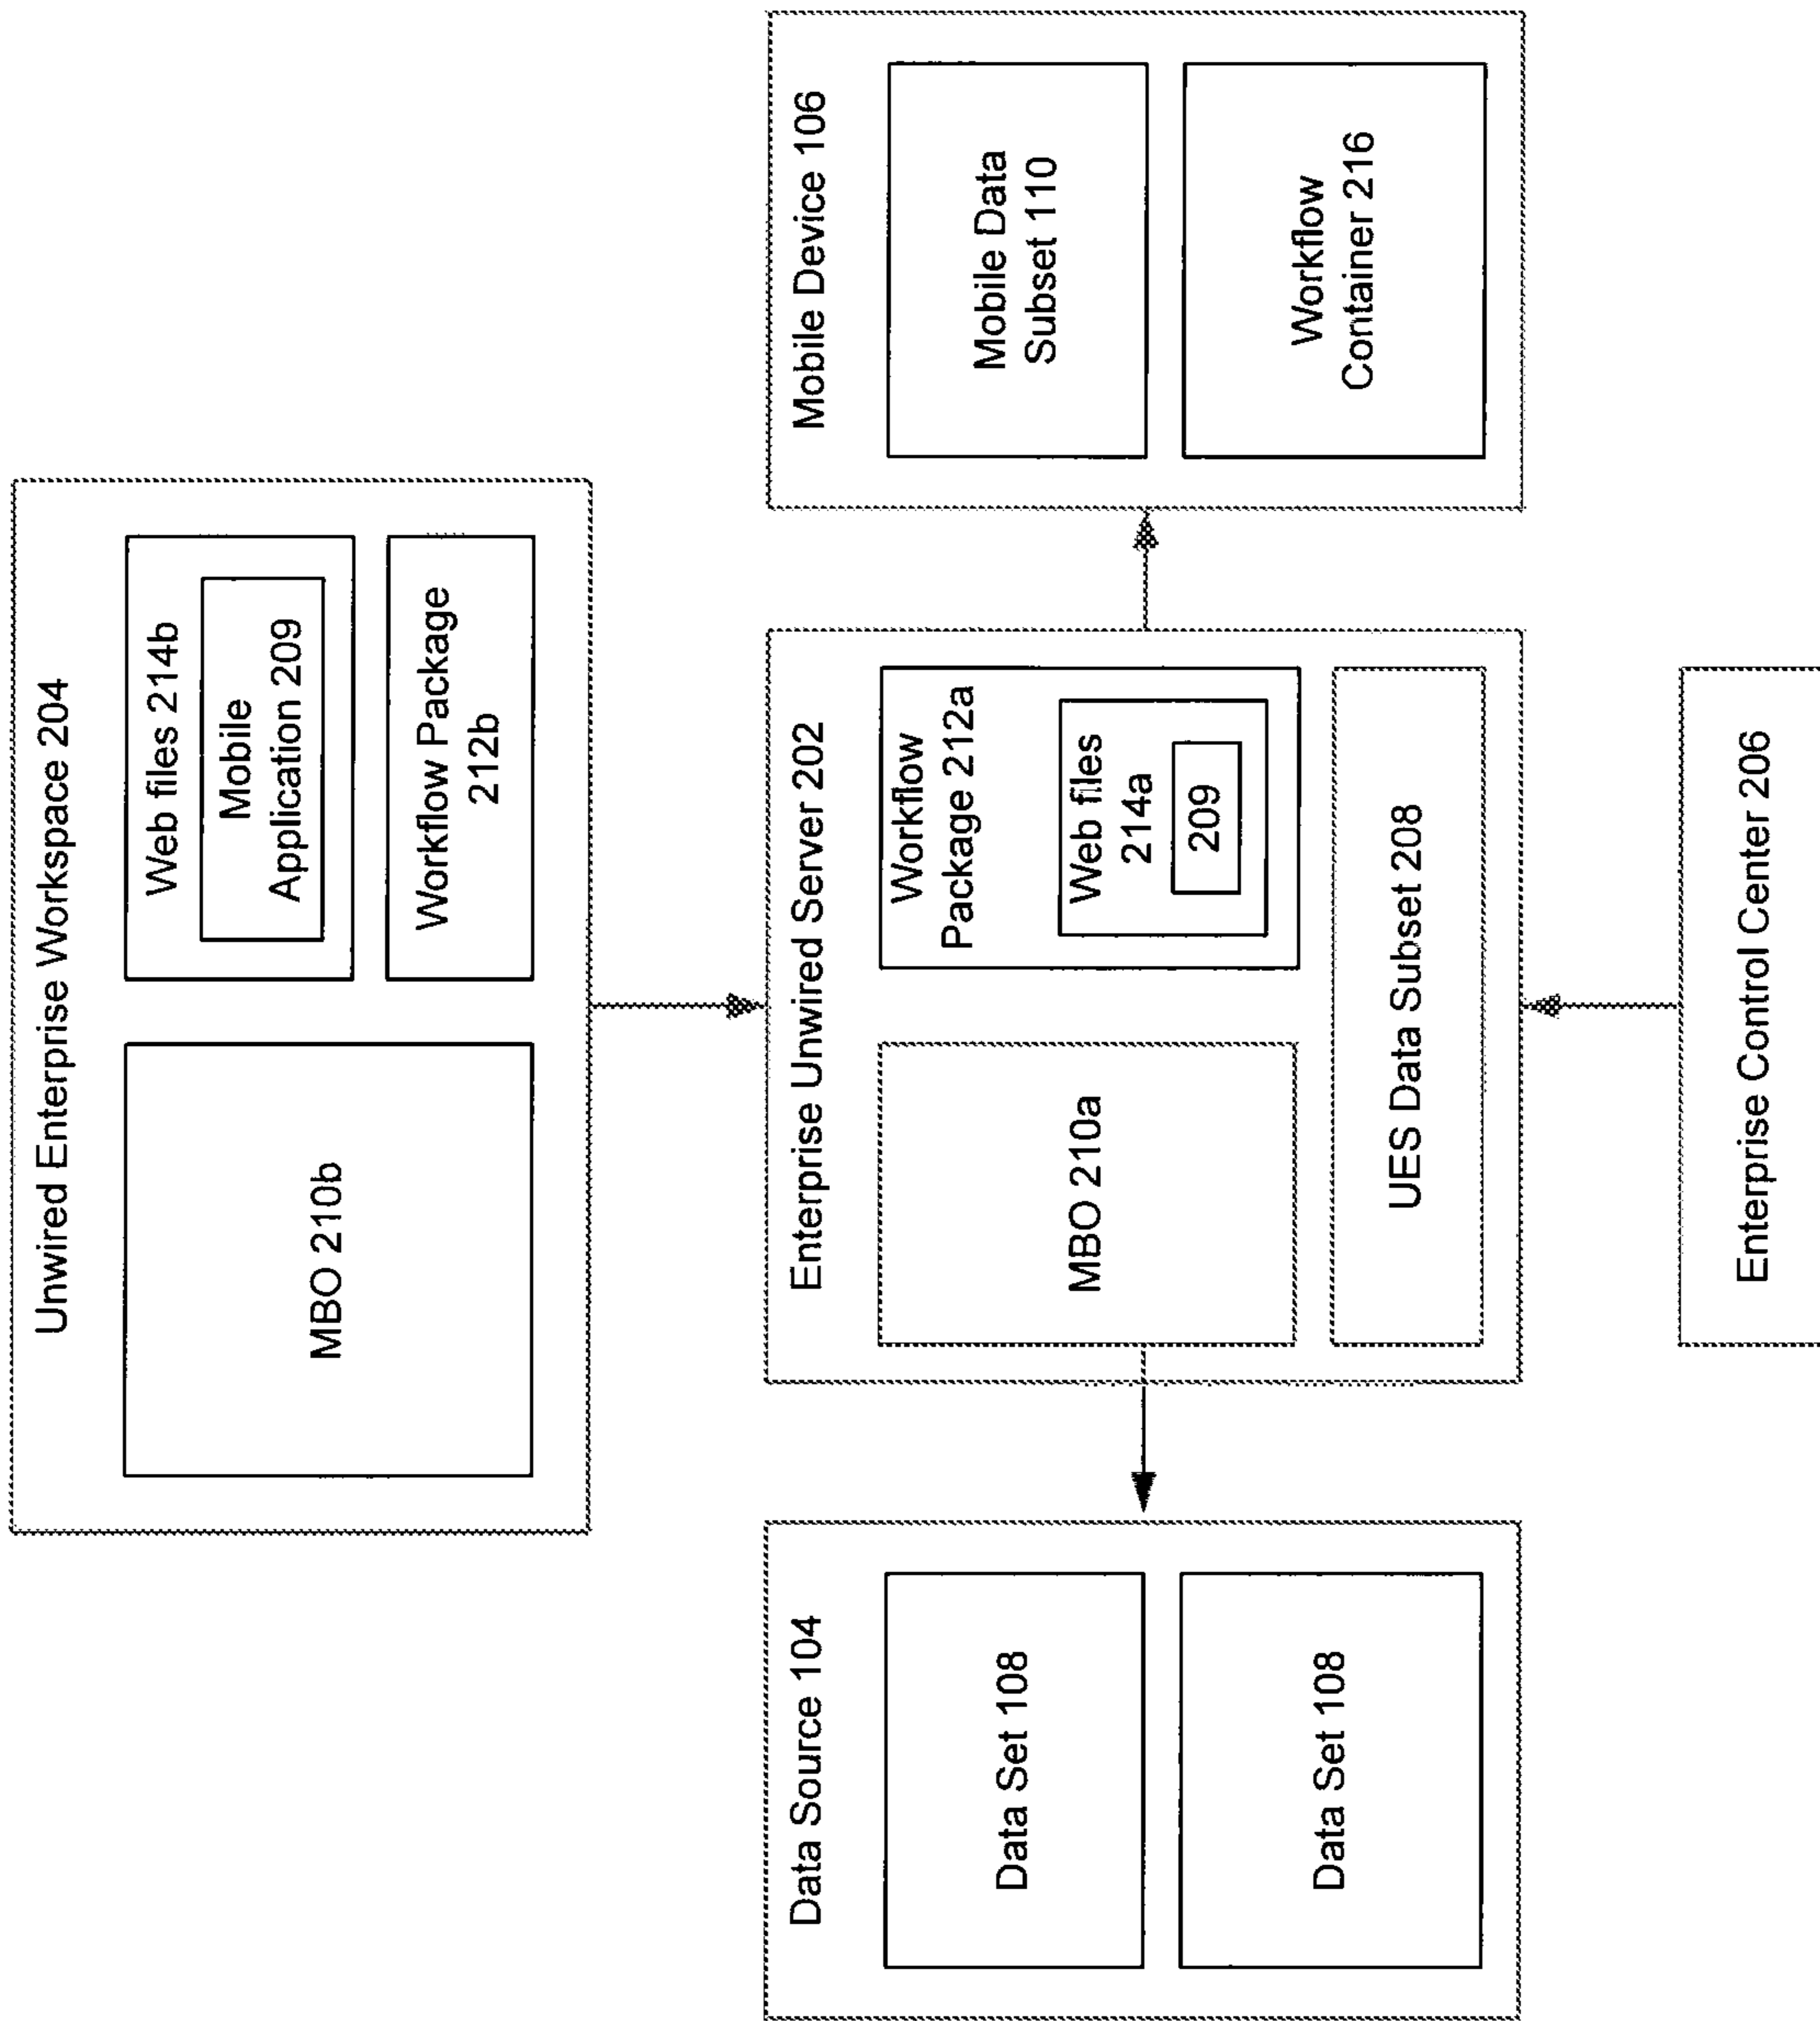 Unwired Enterprise Workspace 204
MBO 210b
Web files 214b
Mobile
Application 209
Workflow Package
212b
Data Source 104
Data Set 108
Data Set 108
Enterprise Unwired Server 202
MBO 210a
Workflow
Package 212a
Web files
214a
209
UES Data Subset 208
Mobile Device 106
Mobile Data
Subset 110
Workflow
Container 216
Enterprise Control Center 206